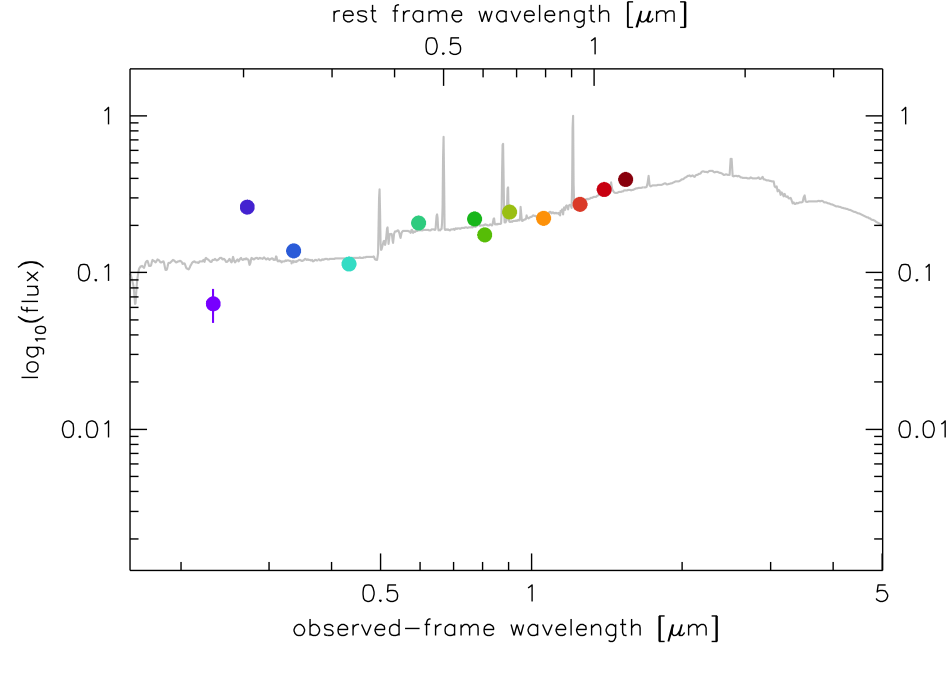 rest frame wavelength [μm]
0.5 1
1 1
0.1 0.1
0.01 0.01
log10(flux)
0.5 1 5
observed-frame wavelength [μm]